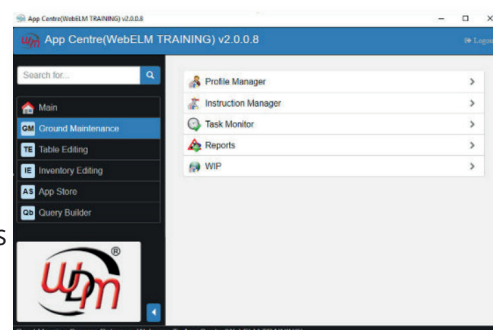 App Centre(WebELM TRAINING) v2.0.0.8
App Centre(WebELM TRAINING) v2.0.0.8
Logout
Search for...
Main
GM Ground Maintenance
TE Table Editing
IE Inventory Editing
AS App Store
Qb Query Builder
Profile Manager
Instruction Manager
Task Monitor
Reports
WIP
s
WDM
®